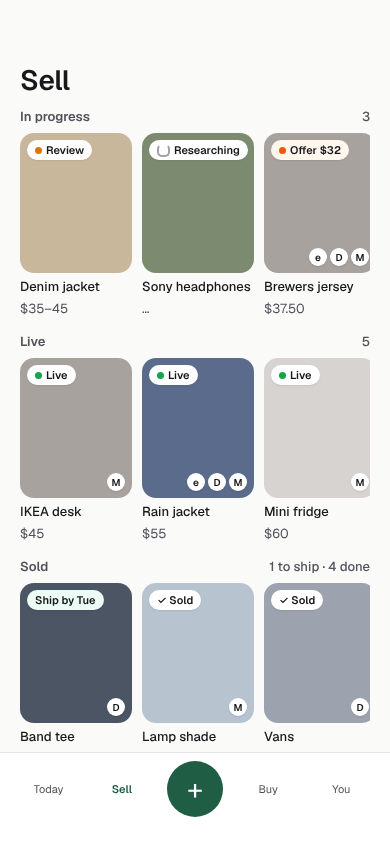 Sell
In progress 3
Review Researching Offer $32
e D M
Denim jacket Sony headphones Brewers jersey
$35–45 ... $37.50
Live 5
Live Live Live
M e D M M
IKEA desk Rain jacket Mini fridge
$45 $55 $60
Sold 1 to ship · 4 done
Ship by Tue ✓ Sold ✓ Sold
D M D
Band tee Lamp shade Vans
Today Sell + Buy You